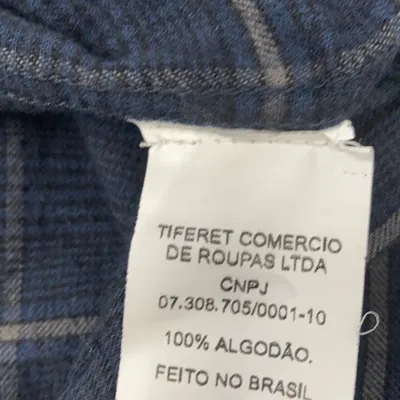 TIFERET COMERCIO
DE ROUPAS LTDA
CNPJ
07.308.705/0001-10
100% ALGODÃO.
FEITO NO BRASIL